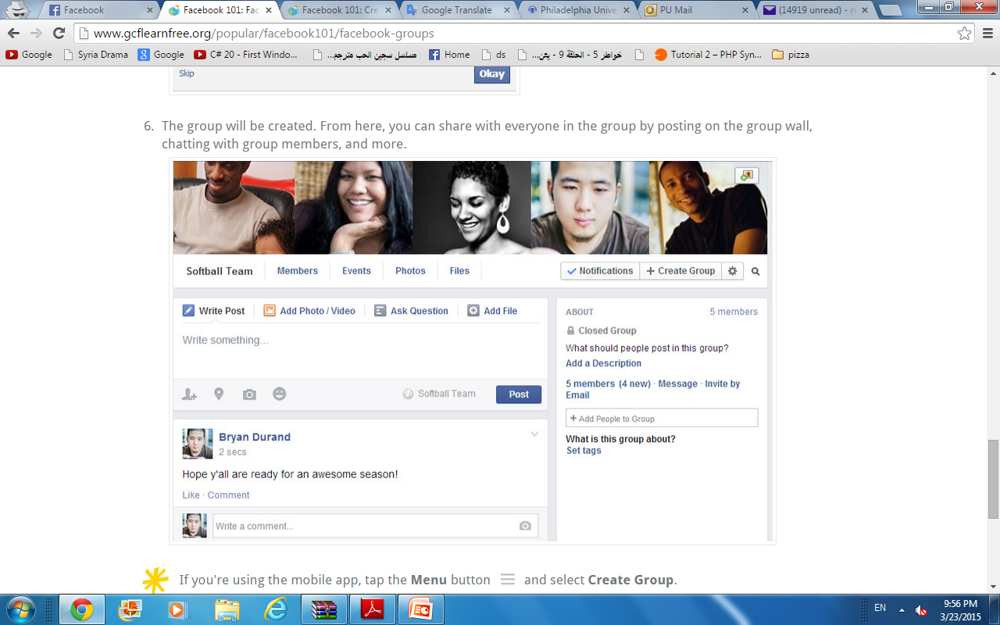 Facebook
Facebook 101: Fac
Facebook 101: Cre
Google Translate
Philadelphia Unive
PU Mail
(14919 unread) - n
www.gcflearnfree.org/popular/facebook101/facebook-groups
Google
Syria Drama
Google
C# 20 - First Windo...
مسلسل سجين الحب مترجم...
Home
ds
خواطر 5 - الحلقة 9 - يعن...
Tutorial 2 – PHP Syn...
pizza
Skip
Okay
6. The group will be created. From here, you can share with everyone in the group by posting on the group wall,
chatting with group members, and more.
Softball Team
Members
Events
Photos
Files
Notifications
Create Group
Write Post
Add Photo / Video
Ask Question
Add File
Write something...
Softball Team
Post
ABOUT
5 members
Closed Group
What should people post in this group?
Add a Description
5 members (4 new) · Message · Invite by
Email
Add People to Group
What is this group about?
Set tags
Bryan Durand
2 secs
Hope y'all are ready for an awesome season!
Like · Comment
Write a comment...
If you're using the mobile app, tap the Menu button and select Create Group.
EN
9:56 PM
3/23/2015